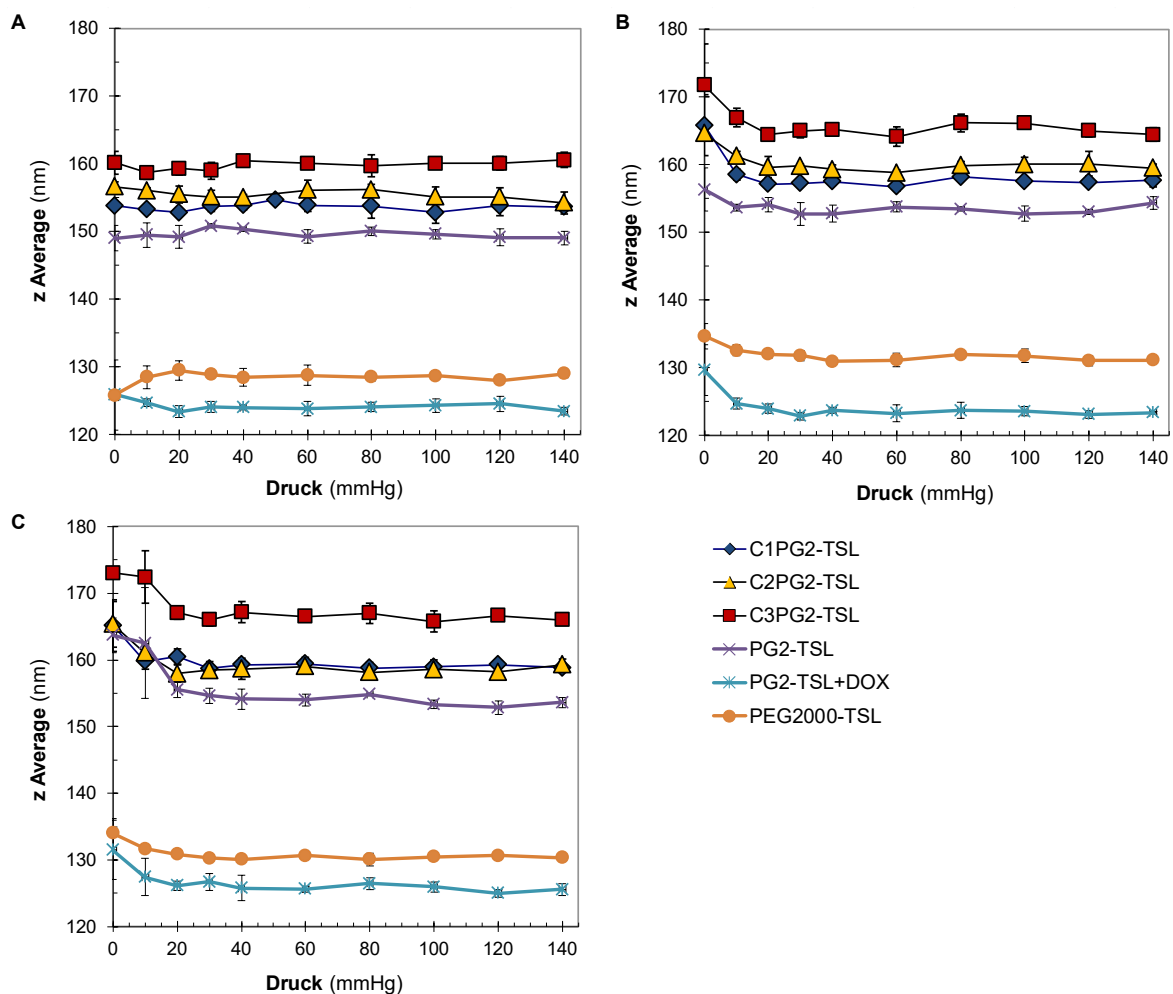 A
180
170
160
150
140
130
120
z Average (nm)
0 20 40 60 80 100 120 140
Druck (mmHg)
B
180
170
160
150
140
130
120
z Average (nm)
0 20 40 60 80 100 120 140
Druck (mmHg)
C
180
170
160
150
140
130
120
z Average (nm)
0 20 40 60 80 100 120 140
Druck (mmHg)
C1PG2-TSL
C2PG2-TSL
C3PG2-TSL
PG2-TSL
PG2-TSL+DOX
PEG2000-TSL